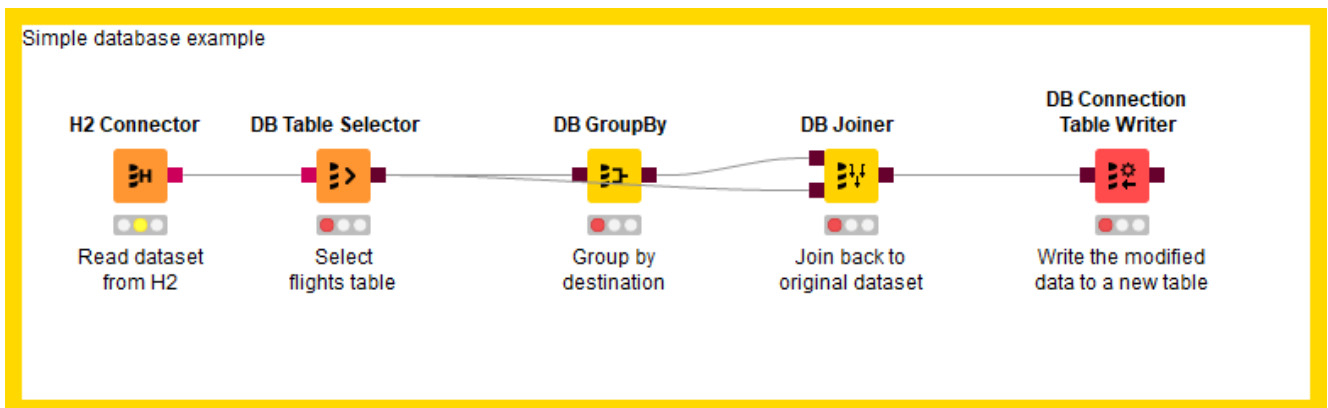 Simple database example
H2 Connector
DB Table Selector
DB GroupBy
DB Joiner
DB Connection
Table Writer
H
Read dataset
from H2
Select
flights table
Group by
destination
Join back to
original dataset
Write the modified
data to a new table